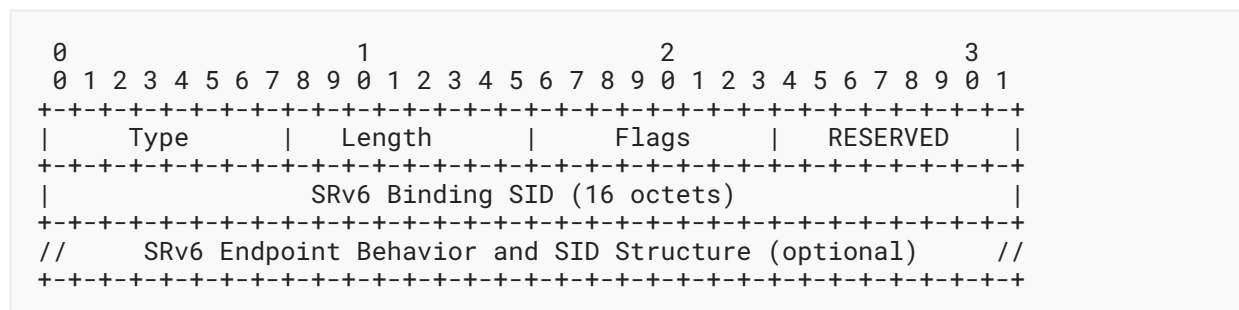 0                   1                   2                   3
 0 1 2 3 4 5 6 7 8 9 0 1 2 3 4 5 6 7 8 9 0 1 2 3 4 5 6 7 8 9 0 1
+-+-+-+-+-+-+-+-+-+-+-+-+-+-+-+-+-+-+-+-+-+-+-+-+-+-+-+-+-+-+-+-+
|     Type      |   Length      |     Flags     |   RESERVED    |
+-+-+-+-+-+-+-+-+-+-+-+-+-+-+-+-+-+-+-+-+-+-+-+-+-+-+-+-+-+-+-+-+
|                 SRv6 Binding SID (16 octets)                  |
+-+-+-+-+-+-+-+-+-+-+-+-+-+-+-+-+-+-+-+-+-+-+-+-+-+-+-+-+-+-+-+-+
//     SRv6 Endpoint Behavior and SID Structure (optional)     //
+-+-+-+-+-+-+-+-+-+-+-+-+-+-+-+-+-+-+-+-+-+-+-+-+-+-+-+-+-+-+-+-+